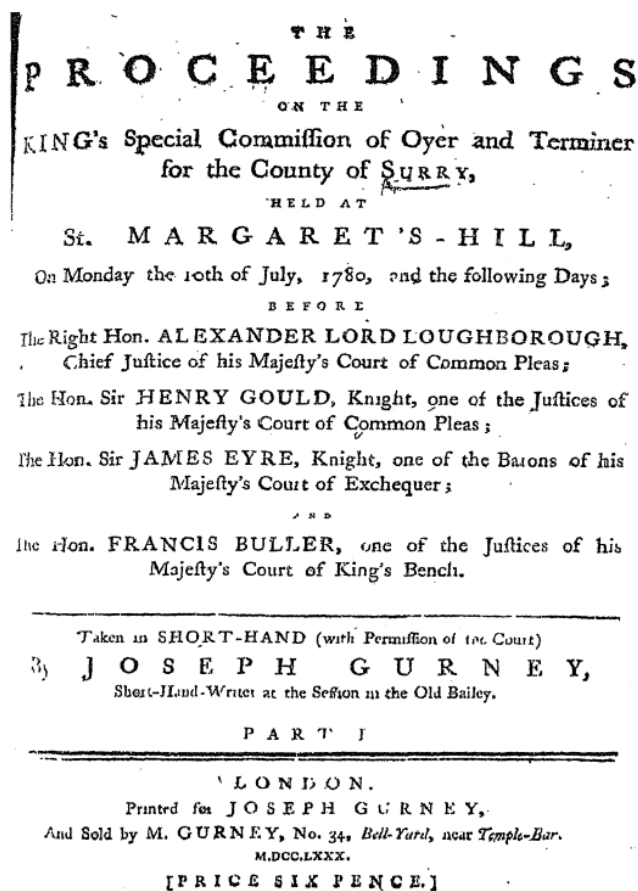 THE
PROCEEDINGS
ON THE
KING's Special Commiſſion of Oyer and Terminer
for the County of SURRY,
HELD AT
St. MARGARET'S-HILL,
On Monday the 10th of July, 1780, and the following Days;
BEFORE
The Right Hon. ALEXANDER LORD LOUGHBOROUGH,
Chief Juſtice of his Majeſty's Court of Common Pleas;
The Hon. Sir HENRY GOULD, Knight, one of the Juſtices of
his Majeſty's Court of Common Pleas;
The Hon. Sir JAMES EYRE, Knight, one of the Barons of his
Majeſty's Court of Exchequer;
AND
The Hon. FRANCIS BULLER, one of the Juſtices of his
Majeſty's Court of King's Bench.
Taken in SHORT-HAND (with Permiſſion of the Court)
By JOSEPH GURNEY,
Short-Hand-Writer at the Seſſion in the Old Bailey.
PART I
LONDON.
Printed for JOSEPH GURNEY,
And Sold by M. GURNEY, No. 34, Bell-Yard, near Temple-Bar.
M.DCC.LXXX.
[PRICE SIX PENCE.]